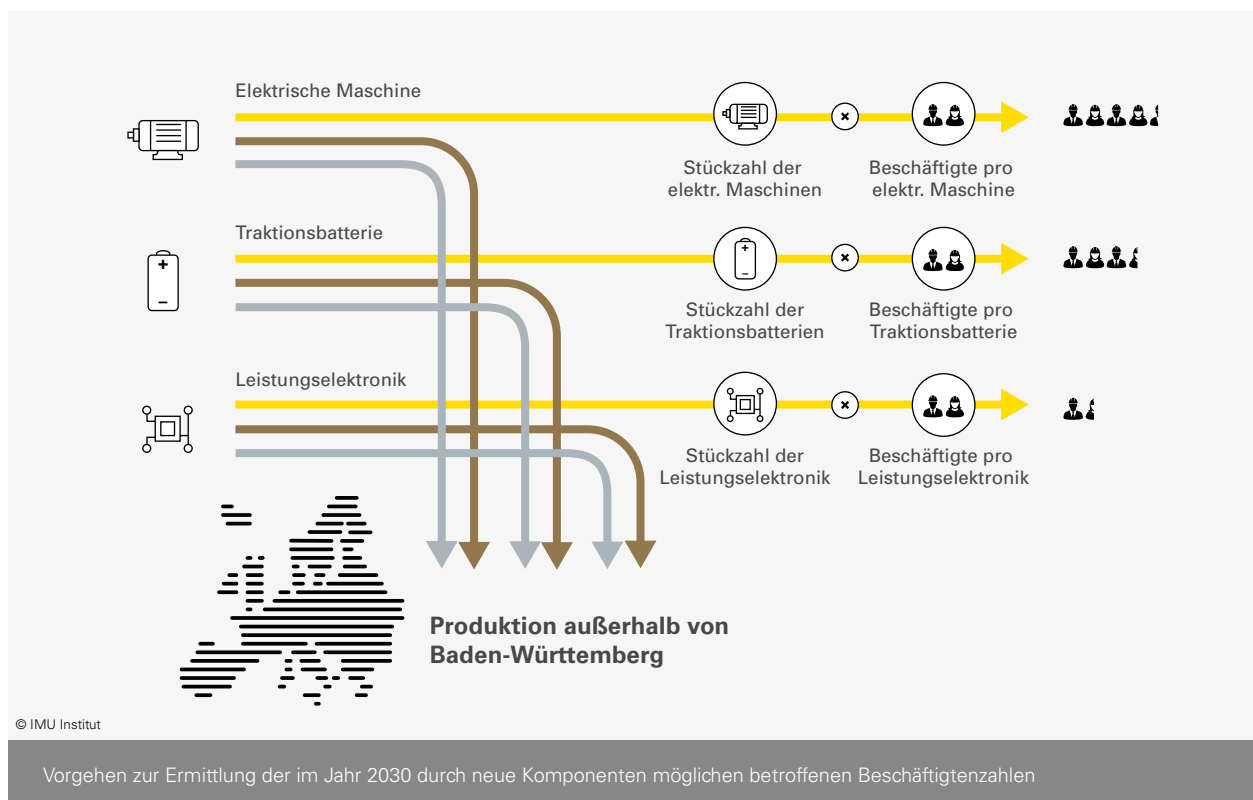 Elektrische Maschine
Stückzahl der
elektr. Maschinen
Beschäftigte pro
elektr. Maschine
Traktionsbatterie
Stückzahl der
Traktionsbatterien
Beschäftigte pro
Traktionsbatterie
Leistungselektronik
Stückzahl der
Leistungselektronik
Beschäftigte pro
Leistungselektronik
Produktion außerhalb von
Baden-Württemberg
© IMU Institut
Vorgehen zur Ermittlung der im Jahr 2030 durch neue Komponenten möglichen betroffenen Beschäftigtenzahlen